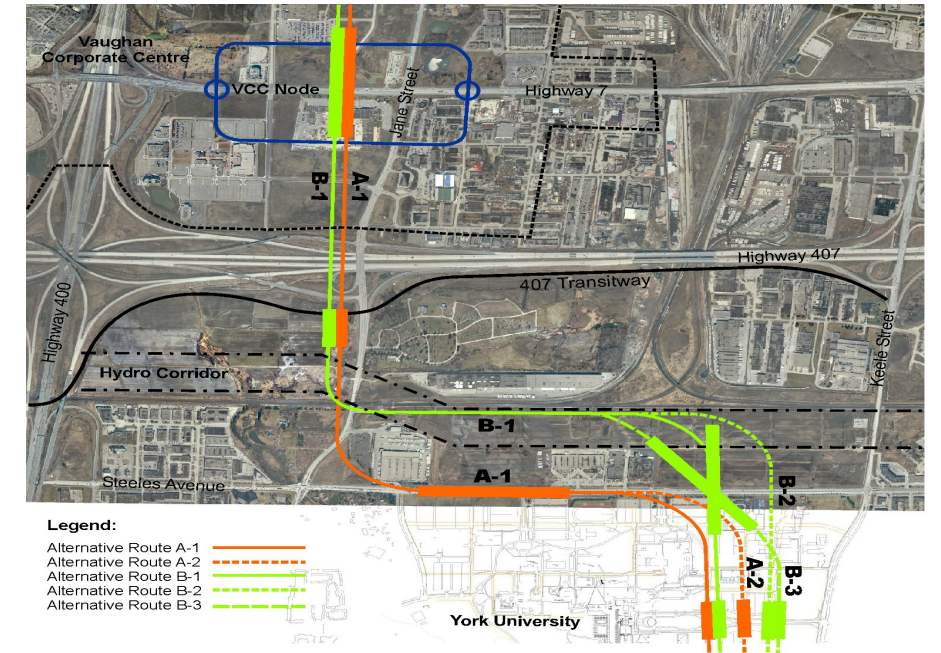 Vaughan
Corporate Centre
VCC Node
Jane Street
Highway 7
B-1
A-1
Highway 407
407 Transitway
Highway 400
Keele Street
Hydro Corridor
B-1
A-1
Steeles Avenue
B-2
A-2
B-3
Legend:
Alternative Route A-1
Alternative Route A-2
Alternative Route B-1
Alternative Route B-2
Alternative Route B-3
York University